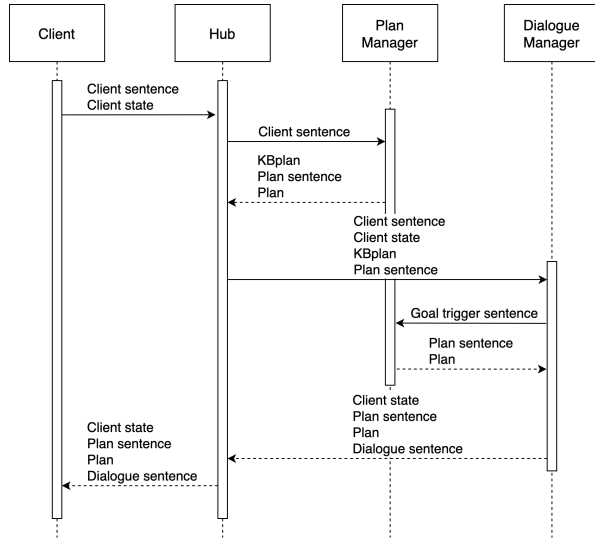 Client
Hub
Plan
Manager
Dialogue
Manager
Client sentence
Client state
Client sentence
KBplan
Plan sentence
Plan
Client sentence
Client state
KBplan
Plan sentence
Goal trigger sentence
Plan sentence
Plan
Client state
Plan sentence
Plan
Dialogue sentence
Client state
Plan sentence
Plan
Dialogue sentence